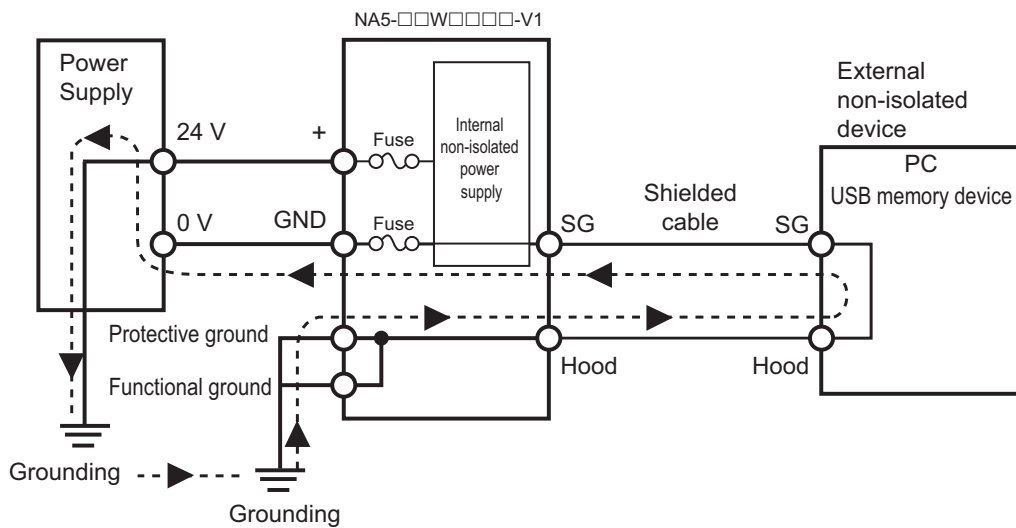 NA5-□□W□□□□-V1
Power
Supply
24 V
+
Fuse
Internal
non-isolated
power
supply
External
non-isolated
device
PC
USB memory device
Shielded
cable
0 V
GND
Fuse
SG
SG
Protective ground
Functional ground
Hood
Hood
Grounding
Grounding